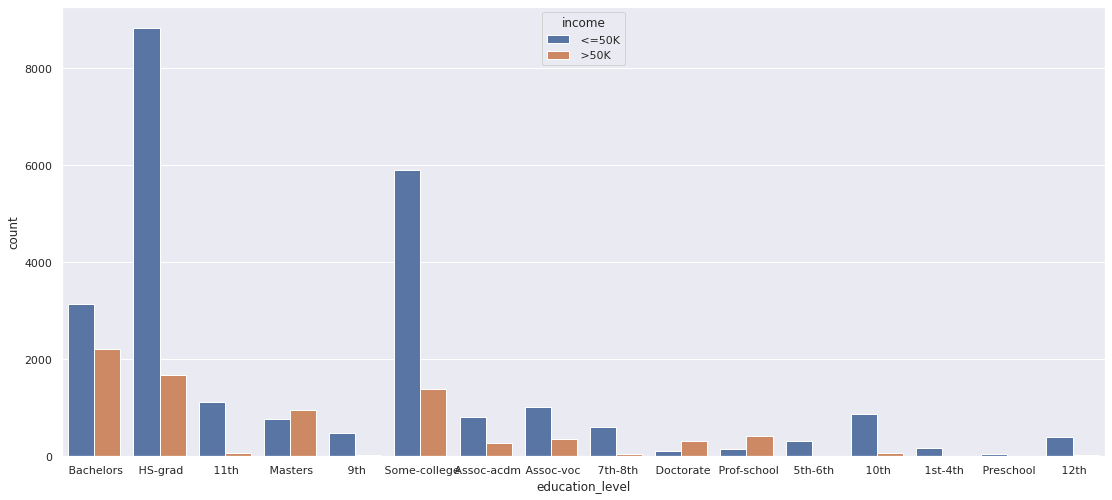 income
<=50K
>50K
8000
6000
4000
2000
0
count
Bachelors HS-grad 11th Masters 9th Some-college Assoc-acdm Assoc-voc 7th-8th Doctorate Prof-school 5th-6th 10th 1st-4th Preschool 12th
education_level